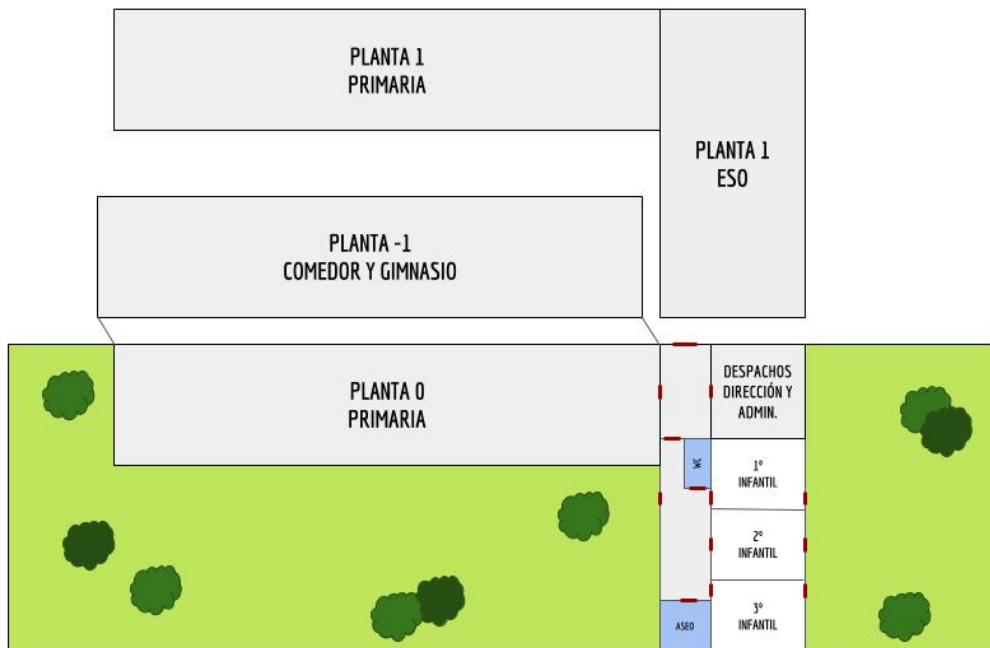 PLANTA 1
PRIMARIA
PLANTA 1
ESO
PLANTA -1
COMEDOR Y GIMNASIO
PLANTA 0
PRIMARIA
DESPACHOS
DIRECCIÓN Y
ADMIN.
WC
1º
INFANTIL
2º
INFANTIL
3º
INFANTIL
ASEO